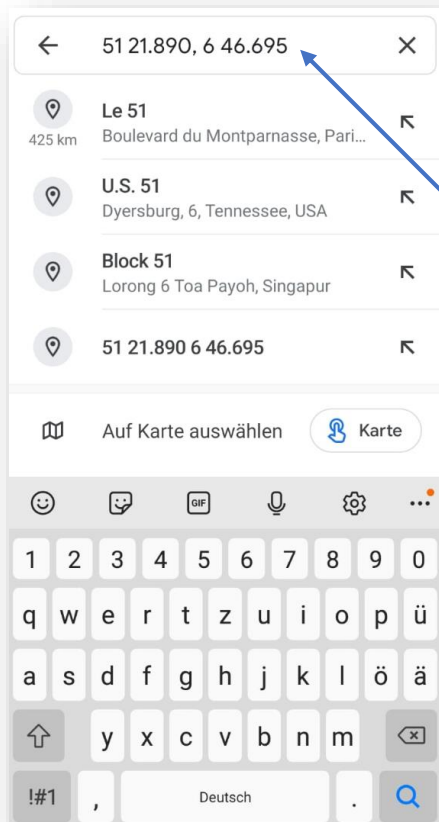 51 21.890, 6 46.695
Le 51
425 km
Boulevard du Montparnasse, Pari...
U.S. 51
Dyersburg, 6, Tennessee, USA
Block 51
Lorong 6 Toa Payoh, Singapur
51 21.890 6 46.695
Auf Karte auswählen Karte
GIF
1 2 3 4 5 6 7 8 9 0
q w e r t z u i o p ü
a s d f g h j k l ö ä
y x c v b n m
!#1 , Deutsch .